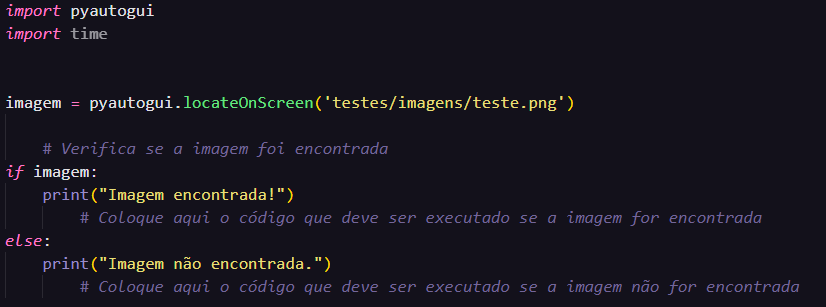 import pyautogui
import time
imagem = pyautogui.locateOnScreen('testes/imagens/teste.png')
# Verifica se a imagem foi encontrada
if imagem:
print("Imagem encontrada!")
# Coloque aqui o código que deve ser executado se a imagem for encontrada
else:
print("Imagem não encontrada.")
# Coloque aqui o código que deve ser executado se a imagem não for encontrada